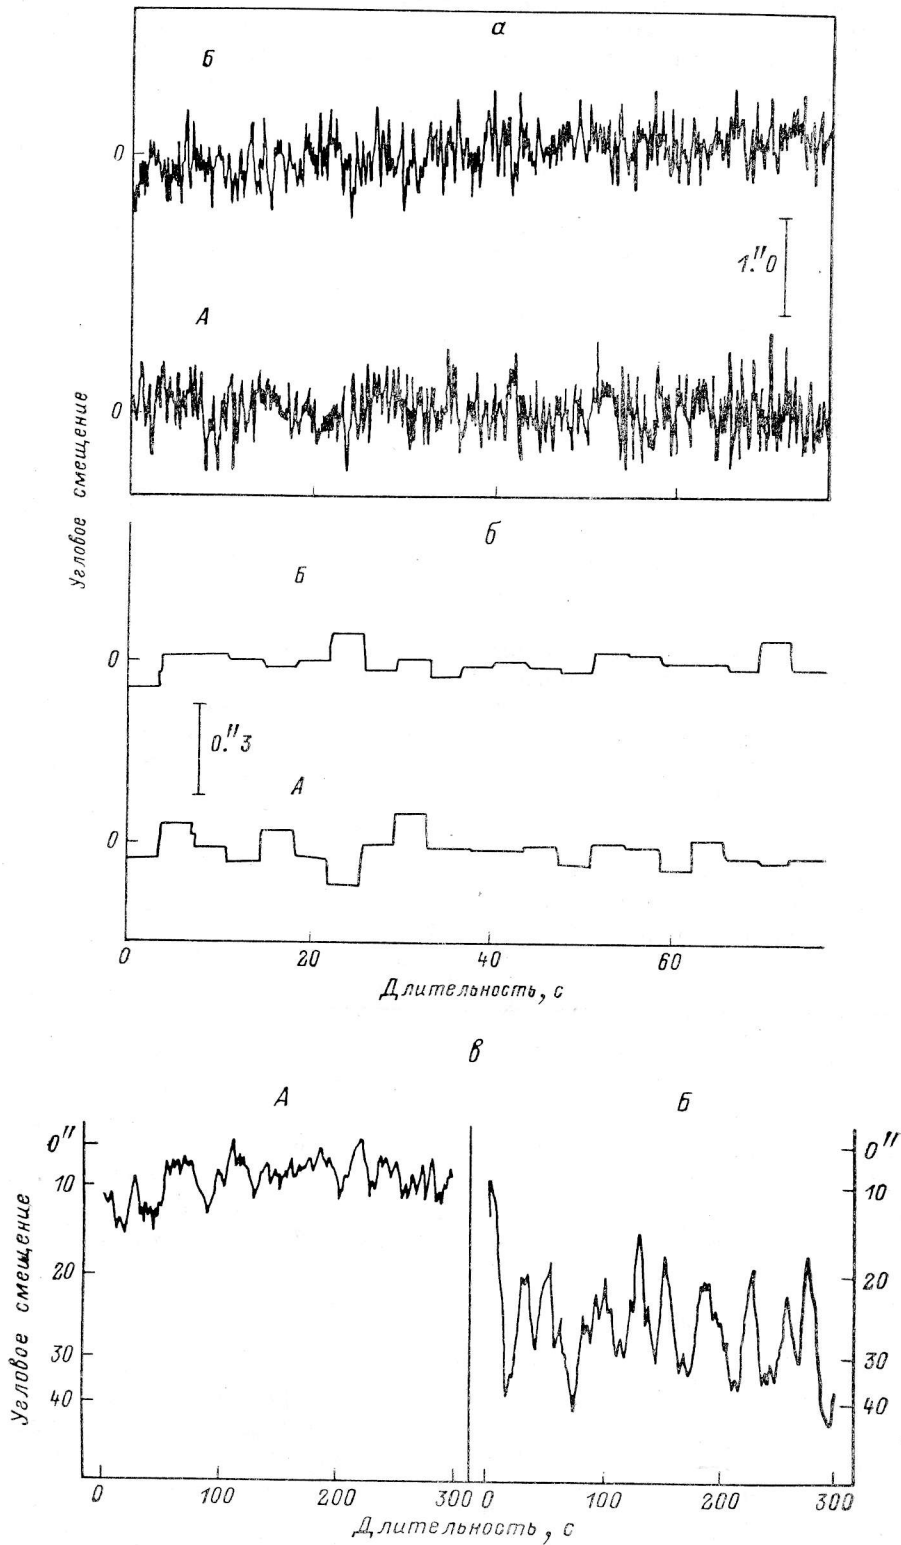 а
Б
0
1."0
А
0
Угловое смещение
б
Б
0
0."3
А
0
0 20 40 60
Длительность, с
в
А Б
0" 0"
10 10
20 20
30 30
40 40
Угловое смещение
0 100 200 300 0 100 200 300
Длительность, с